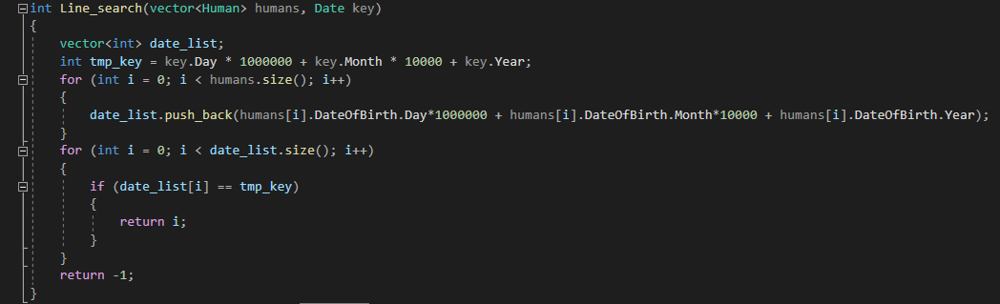 int Line_search(vector<Human> humans, Date key)
{
vector<int> date_list;
int tmp_key = key.Day * 1000000 + key.Month * 10000 + key.Year;
for (int i = 0; i < humans.size(); i++)
{
date_list.push_back(humans[i].DateOfBirth.Day*1000000 + humans[i].DateOfBirth.Month*10000 + humans[i].DateOfBirth.Year);
}
for (int i = 0; i < date_list.size(); i++)
{
if (date_list[i] == tmp_key)
{
return i;
}
}
return -1;
}